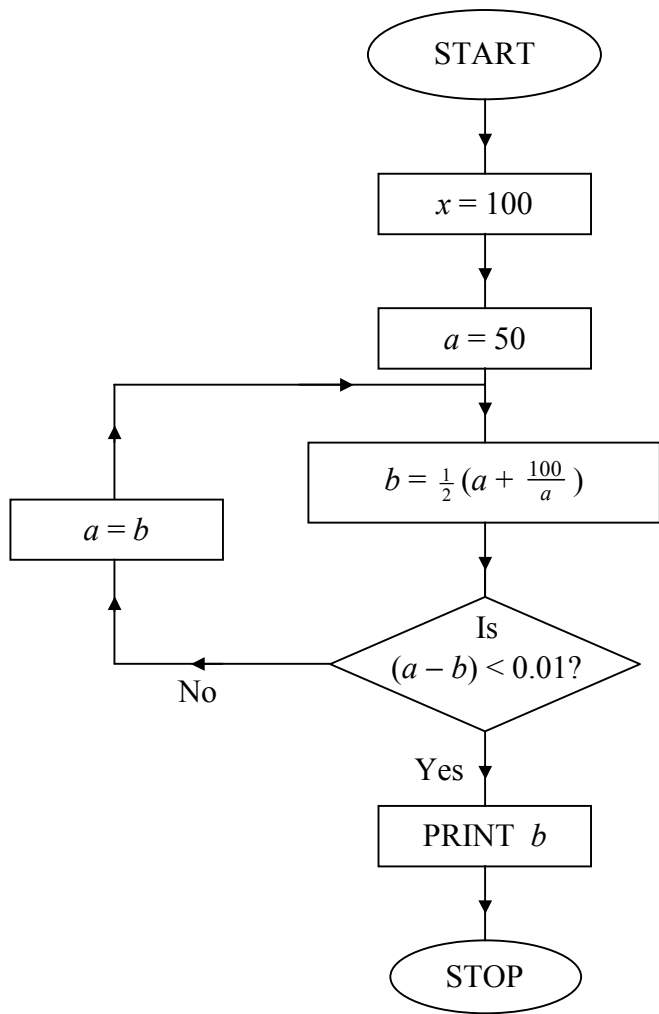 START
x = 100
a = 50
b = ½ (a + 100/a )
a = b
Is
(a – b) < 0.01?
No
Yes
PRINT b
STOP